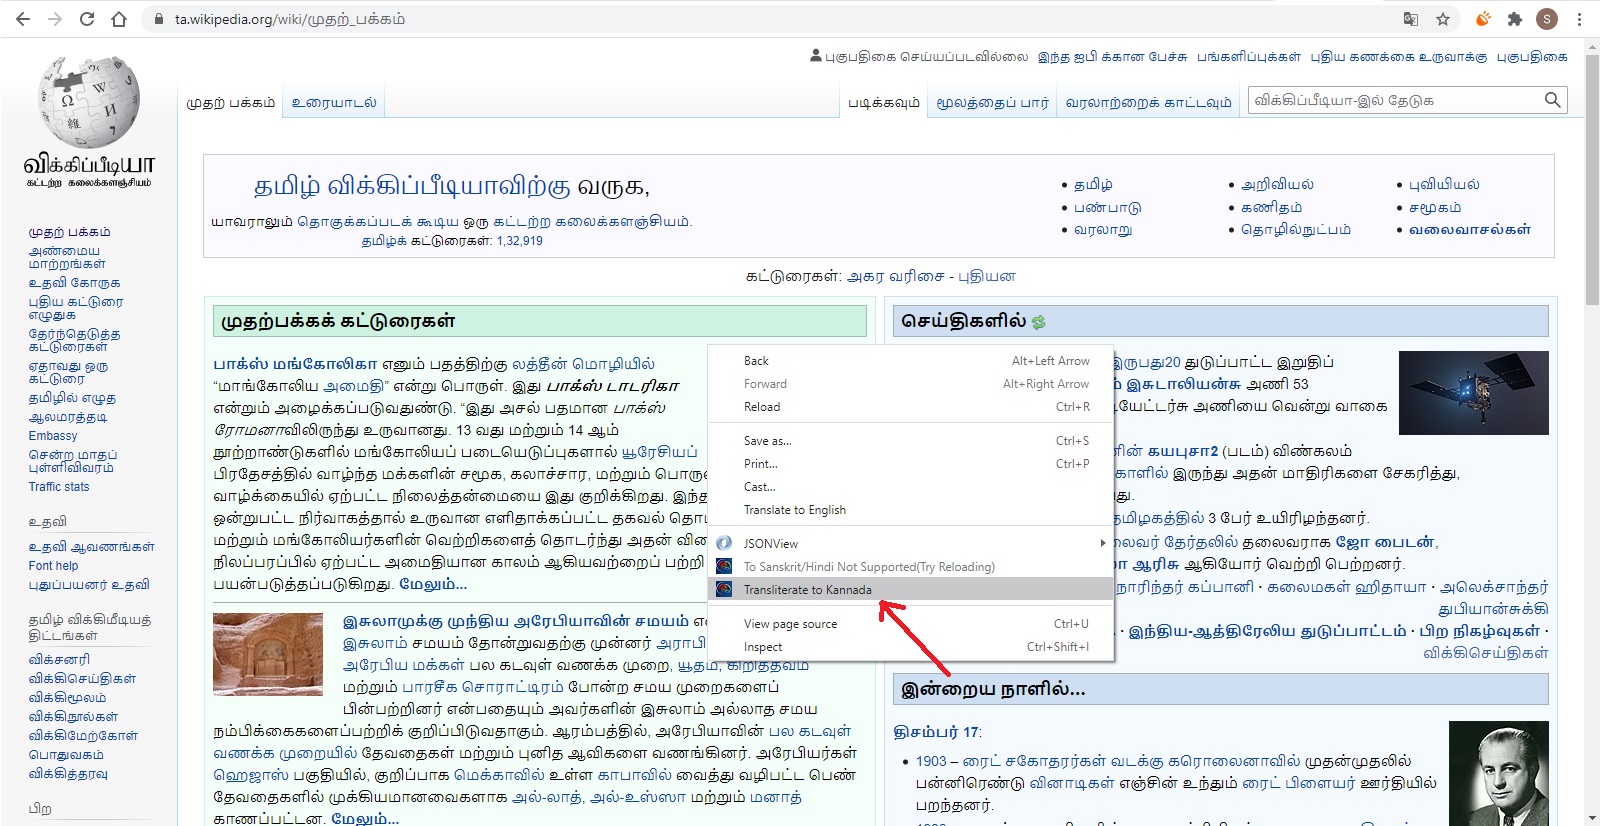 ta.wikipedia.org/wiki/முதற்_பக்கம்
S
புகுபதிகை செய்யப்படவில்லை இந்த ஐபி க்கான பேச்சு பங்களிப்புக்கள் புதிய கணக்கை உருவாக்கு புகுபதிகை
முதற் பக்கம் உரையாடல் படிக்கவும் மூலத்தைப் பார் வரலாற்றைக் காட்டவும் விக்கிப்பீடியா-இல் தேடுக
விக்கிப்பீடியா
கட்டற்ற கலைக்களஞ்சியம்
முதற் பக்கம்
அண்மைய
மாற்றங்கள்
உதவி கோருக
புதிய கட்டுரை
எழுதுக
தேர்ந்தெடுத்த
கட்டுரைகள்
ஏதாவது ஒரு
கட்டுரை
தமிழில் எழுத
ஆலமரத்தடி
Embassy
சென்ற மாதப்
புள்ளிவிவரம்
Traffic stats
உதவி
உதவி ஆவணங்கள்
Font help
புதுப்பயனர் உதவி
தமிழ் விக்கிமீடியத்
திட்டங்கள்
விக்சனரி
விக்கிசெய்திகள்
விக்கிமூலம்
விக்கிநூல்கள்
விக்கிமேற்கோள்
பொதுவகம்
விக்கித்தரவு
பிற
தமிழ் விக்கிப்பீடியாவிற்கு வருக,
யாவராலும் தொகுக்கப்படக் கூடிய ஒரு கட்டற்ற கலைக்களஞ்சியம்.
தமிழ்க் கட்டுரைகள்: 1,32,919
• தமிழ்
• பண்பாடு
• வரலாறு
• அறிவியல்
• கணிதம்
• தொழில்நுட்பம்
• புவியியல்
• சமூகம்
• வலைவாசல்கள்
கட்டுரைகள்: அகர வரிசை - புதியன
முதற்பக்கக் கட்டுரைகள்
பாக்ஸ் மங்கோலிகா எனும் பதத்திற்கு லத்தீன் மொழியில்
“மாங்கோலிய அமைதி” என்று பொருள். இது பாக்ஸ் டாடரிகா
என்றும் அழைக்கப்படுவதுண்டு. “இது அசல் பதமான பாக்ஸ்
ரோமனாவிலிருந்து உருவானது. 13 வது மற்றும் 14 ஆம்
நூற்றாண்டுகளில் மங்கோலியப் படையெடுப்புகளால் யூரேசியப்
பிரதேசத்தில் வாழ்ந்த மக்களின் சமூக, கலாச்சார, மற்றும் பொரு
வாழ்க்கையில் ஏற்பட்ட நிலைத்தன்மையை இது குறிக்கிறது. இந்த
ஒன்றுபட்ட நிர்வாகத்தால் உருவான எளிதாக்கப்பட்ட தகவல் தொட
மற்றும் மங்கோலியர்களின் வெற்றிகளைத் தொடர்ந்து அதன் வி
நிலப்பரப்பில் ஏற்பட்ட அமைதியான காலம் ஆகியவற்றைப் பற்றி
பயன்படுத்தப்படுகிறது. மேலும்...
இசுலாமுக்கு முந்திய அரேபியாவின் சமயம்
இசுலாம் சமயம் தோன்றுவதற்கு முன்னர் அராபி
அரேபிய மக்கள் பல கடவுள் வணக்க முறை, யூதம், கிறித்தவம்
மற்றும் பாரசீக சொராட்டிரம் போன்ற சமய முறைகளைப்
பின்பற்றினர் என்பதையும் அவர்களின் இசுலாம் அல்லாத சமய
நம்பிக்கைகளைப்பற்றிக் குறிப்பிடுவதாகும். ஆரம்பத்தில், அரேபியாவின் பல கடவுள்
வணக்க முறையில் தேவதைகள் மற்றும் புனித ஆவிகளை வணங்கினர். அரேபியர்கள்
ஹெஜாஸ் பகுதியில், குறிப்பாக மெக்காவில் உள்ள காபாவில் வைத்து வழிபட்ட பெண்
தேவதைகளில் முக்கியமானவைகளாக அல்-லாத், அல்-உஸ்ஸா மற்றும் மனாத்
காணப்பட்டன. மேலும்...
Back Alt+Left Arrow
Forward Alt+Right Arrow
Reload Ctrl+R
Save as... Ctrl+S
Print... Ctrl+P
Cast...
Translate to English
JSONView
To Sanskrit/Hindi Not Supported(Try Reloading)
Transliterate to Kannada
View page source Ctrl+U
Inspect Ctrl+Shift+I
செய்திகளில்
இருபது20 துடுப்பாட்ட இறுதிப்
இசுடாலியன்சு அணி 53
யேட்டர்சு அணியை வென்று வாகை
னின் கயபுசா2 (படம்) விண்கலம்
காளில் இருந்து அதன் மாதிரிகளை சேகரித்து,
து.
தமிழகத்தில் 3 பேர் உயிரிழந்தனர்.
லைவர் தேர்தலில் தலைவராக ஜோ பைடன்,
ஆரிசு ஆகியோர் வெற்றி பெற்றனர்.
நாரிந்தர் கப்பானி · கலைமகள் ஹிதாயா · அலெக்சாந்தர்
துபியான்சுக்கி
· இந்திய-ஆத்திரேலிய துடுப்பாட்டம் · பிற நிகழ்வுகள் ·
விக்கிசெய்திகள்
இன்றைய நாளில்...
திசம்பர் 17:
• 1903 – ரைட் சகோதரர்கள் வடக்கு கரொலைனாவில் முதன்முதலில்
பன்னிரெண்டு வினாடிகள் எஞ்சின் உந்தும் ரைட் பிளையர் ஊர்தியில்
பறந்தனர்.